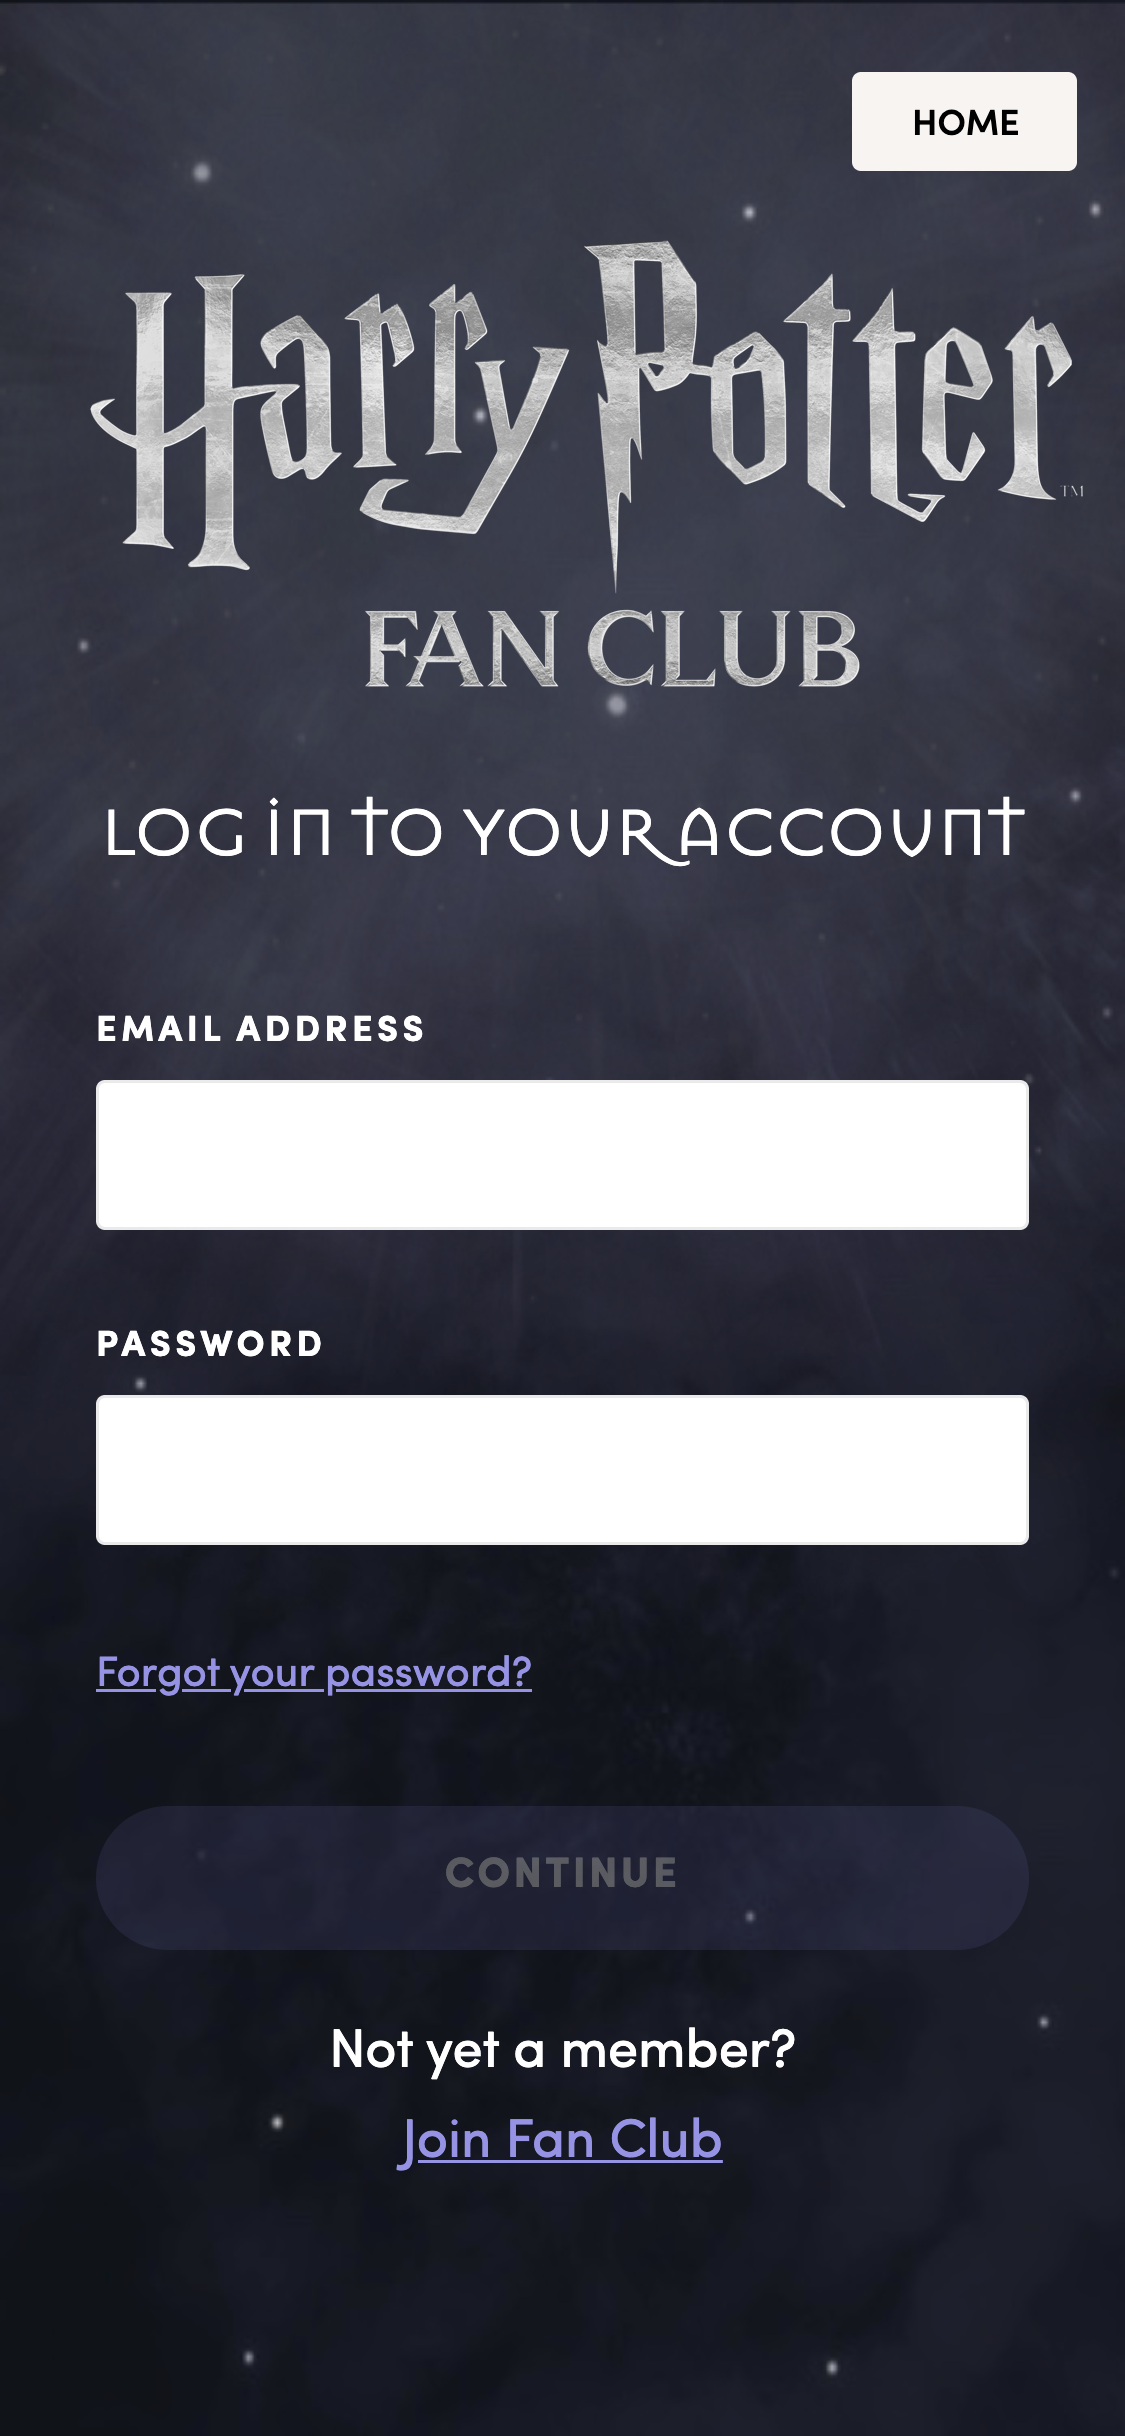 HOME
Harry Potter™
FAN CLUB
LOG in TO YOUR ACCOUnt
EMAIL ADDRESS
PASSWORD
Forgot your password?
CONTINUE
Not yet a member?
Join Fan Club